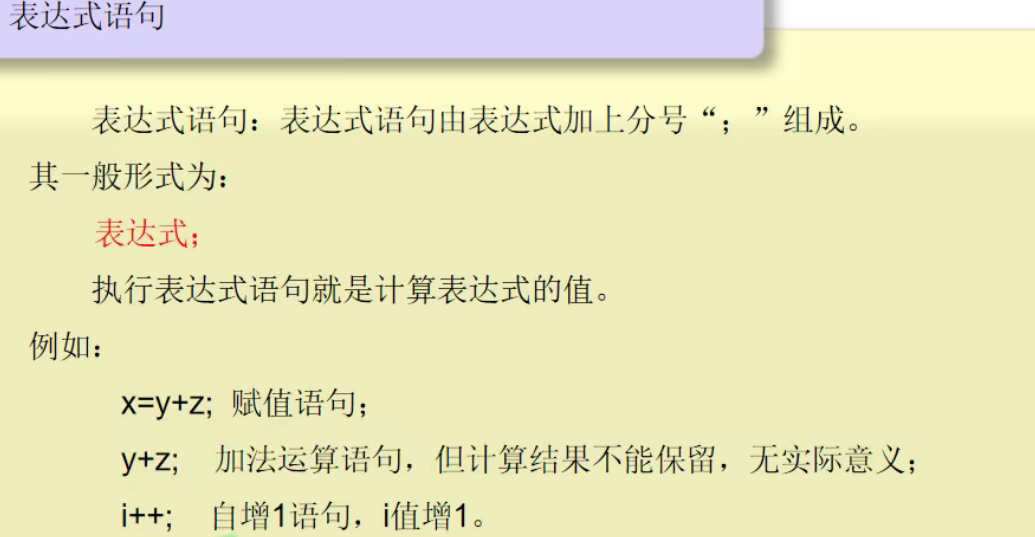 表达式语句
表达式语句：表达式语句由表达式加上分号“；”组成。
其一般形式为：
表达式；
执行表达式语句就是计算表达式的值。
例如：
x=y+z; 赋值语句；
y+z; 加法运算语句，但计算结果不能保留，无实际意义；
i++; 自增1语句，i值增1。